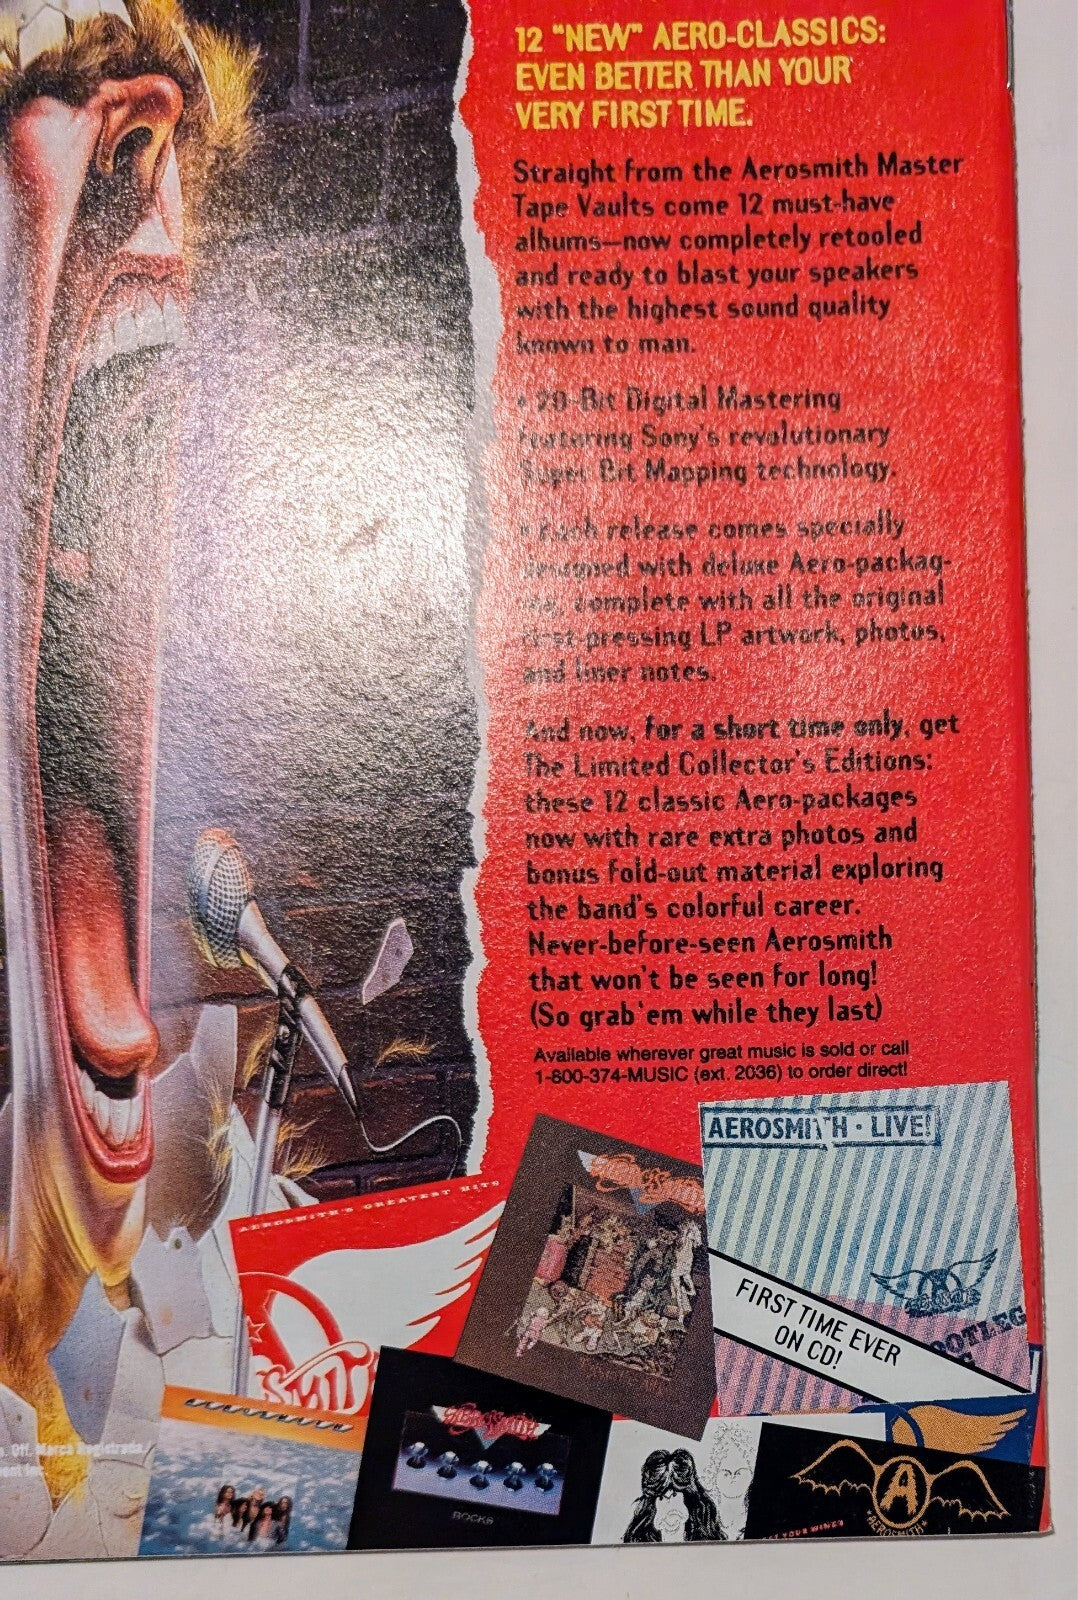 12 "NEW" AERO-CLASSICS:
EVEN BETTER THAN YOUR
VERY FIRST TIME.
Straight from the Aerosmith Master
Tape Vaults come 12 must-have
albums—now completely retooled
and ready to blast your speakers
with the highest sound quality
known to man.
• 20-Bit Digital Mastering
featuring Sony's revolutionary
Super Bit Mapping technology.
• Each release comes specially
designed with deluxe Aero-packag-
ing, complete with all the original
first-pressing LP artwork, photos,
and liner notes.
And now, for a short time only, get
The Limited Collector's Editions:
these 12 classic Aero-packages
now with rare extra photos and
bonus fold-out material exploring
the band's colorful career.
Never-before-seen Aerosmith
that won't be seen for long!
(So grab 'em while they last)
Available wherever great music is sold or call
1-800-374-MUSIC (ext. 2036) to order direct!
AEROSMITH · LIVE!
AEROSMITH'S GREATEST HITS
FIRST TIME EVER
ON CD!
BOOTLEG
AEROSMITH
ROCKS
A
AEROSMITH
Off. Marca Registrada.